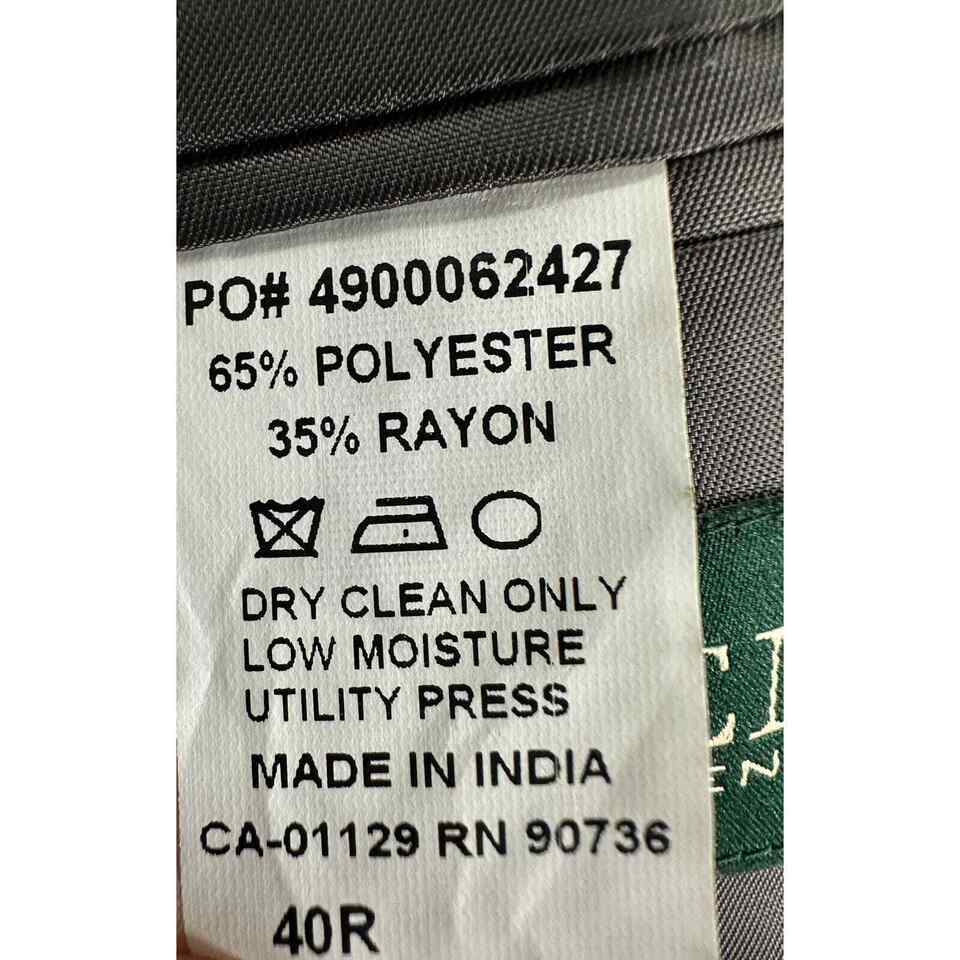 PO# 4900062427
65% POLYESTER
35% RAYON
DRY CLEAN ONLY
LOW MOISTURE
UTILITY PRESS
MADE IN INDIA
CA-01129 RN 90736
40R